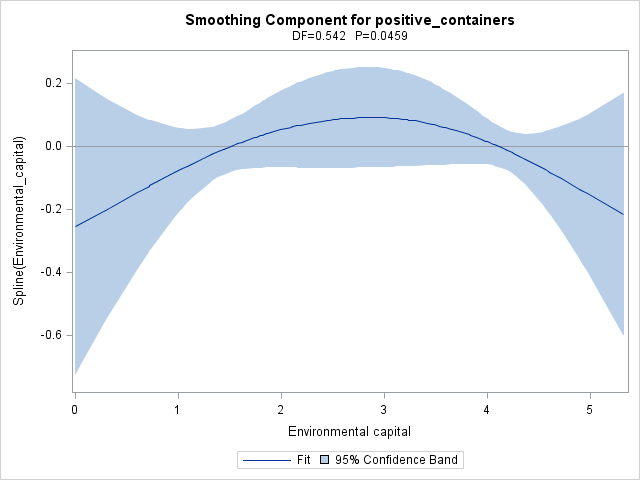 Smoothing Component for positive_containers
DF=0.542 P=0.0459
Spline(Environmental_capital)
0.2
0.0
-0.2
-0.4
-0.6
0 1 2 3 4 5
Environmental capital
Fit 95% Confidence Band